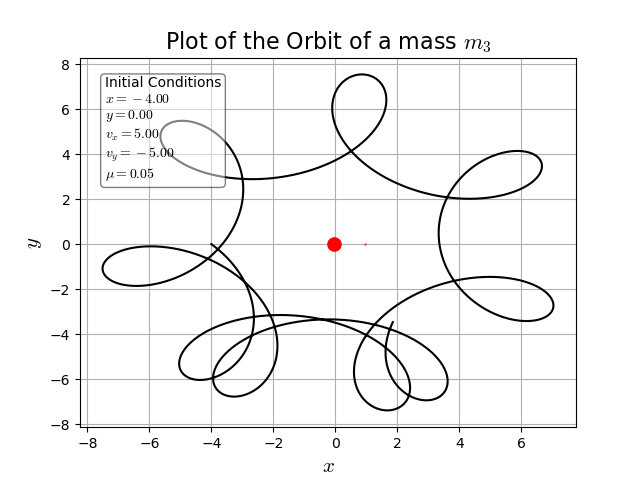 Plot of the Orbit of a mass m₃
Initial Conditions
x = −4.00
y = 0.00
vₓ = 5.00
v_y = −5.00
μ = 0.05
8
6
4
2
0
−2
−4
−6
−8
y
−8 −6 −4 −2 0 2 4 6
x